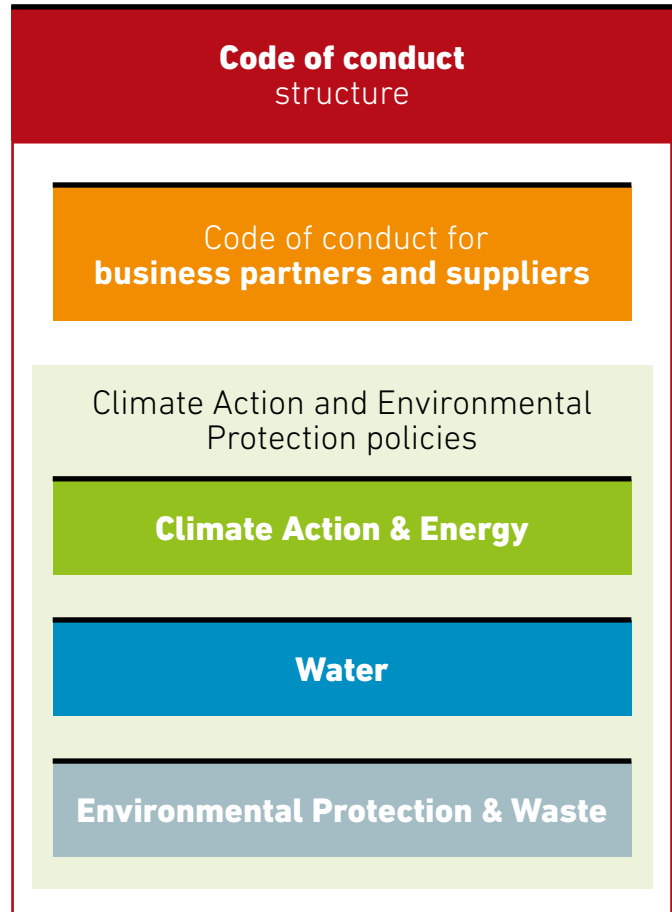 Code of conduct
structure
Code of conduct for
business partners and suppliers
Climate Action and Environmental
Protection policies
Climate Action & Energy
Water
Environmental Protection & Waste